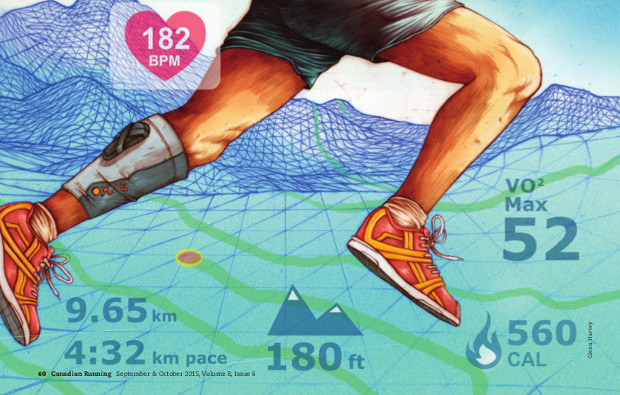 182
BPM
VO² Max
52
9.65 km
4:32 km pace
180 ft
560
CAL
Glenn Harvey
60 Canadian Running September & October 2015, Volume 8, Issue 6